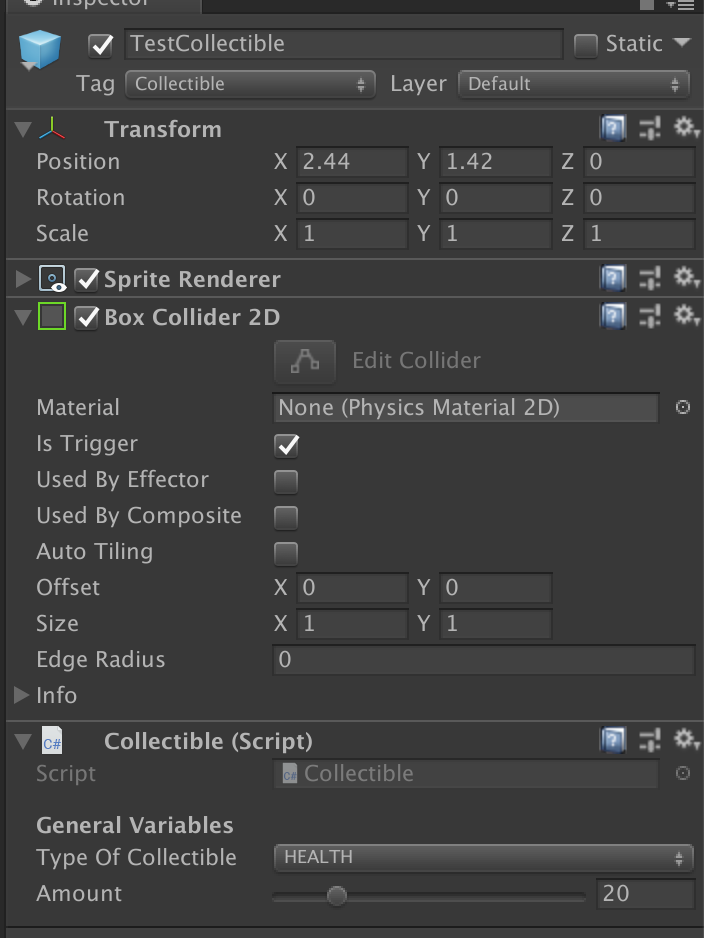 Inspector
TestCollectible Static
Tag Collectible Layer Default
Transform
Position X 2.44 Y 1.42 Z 0
Rotation X 0 Y 0 Z 0
Scale X 1 Y 1 Z 1
Sprite Renderer
Box Collider 2D
Edit Collider
Material None (Physics Material 2D)
Is Trigger
Used By Effector
Used By Composite
Auto Tiling
Offset X 0 Y 0
Size X 1 Y 1
Edge Radius 0
Info
C# Collectible (Script)
Script C# Collectible
General Variables
Type Of Collectible HEALTH
Amount 20